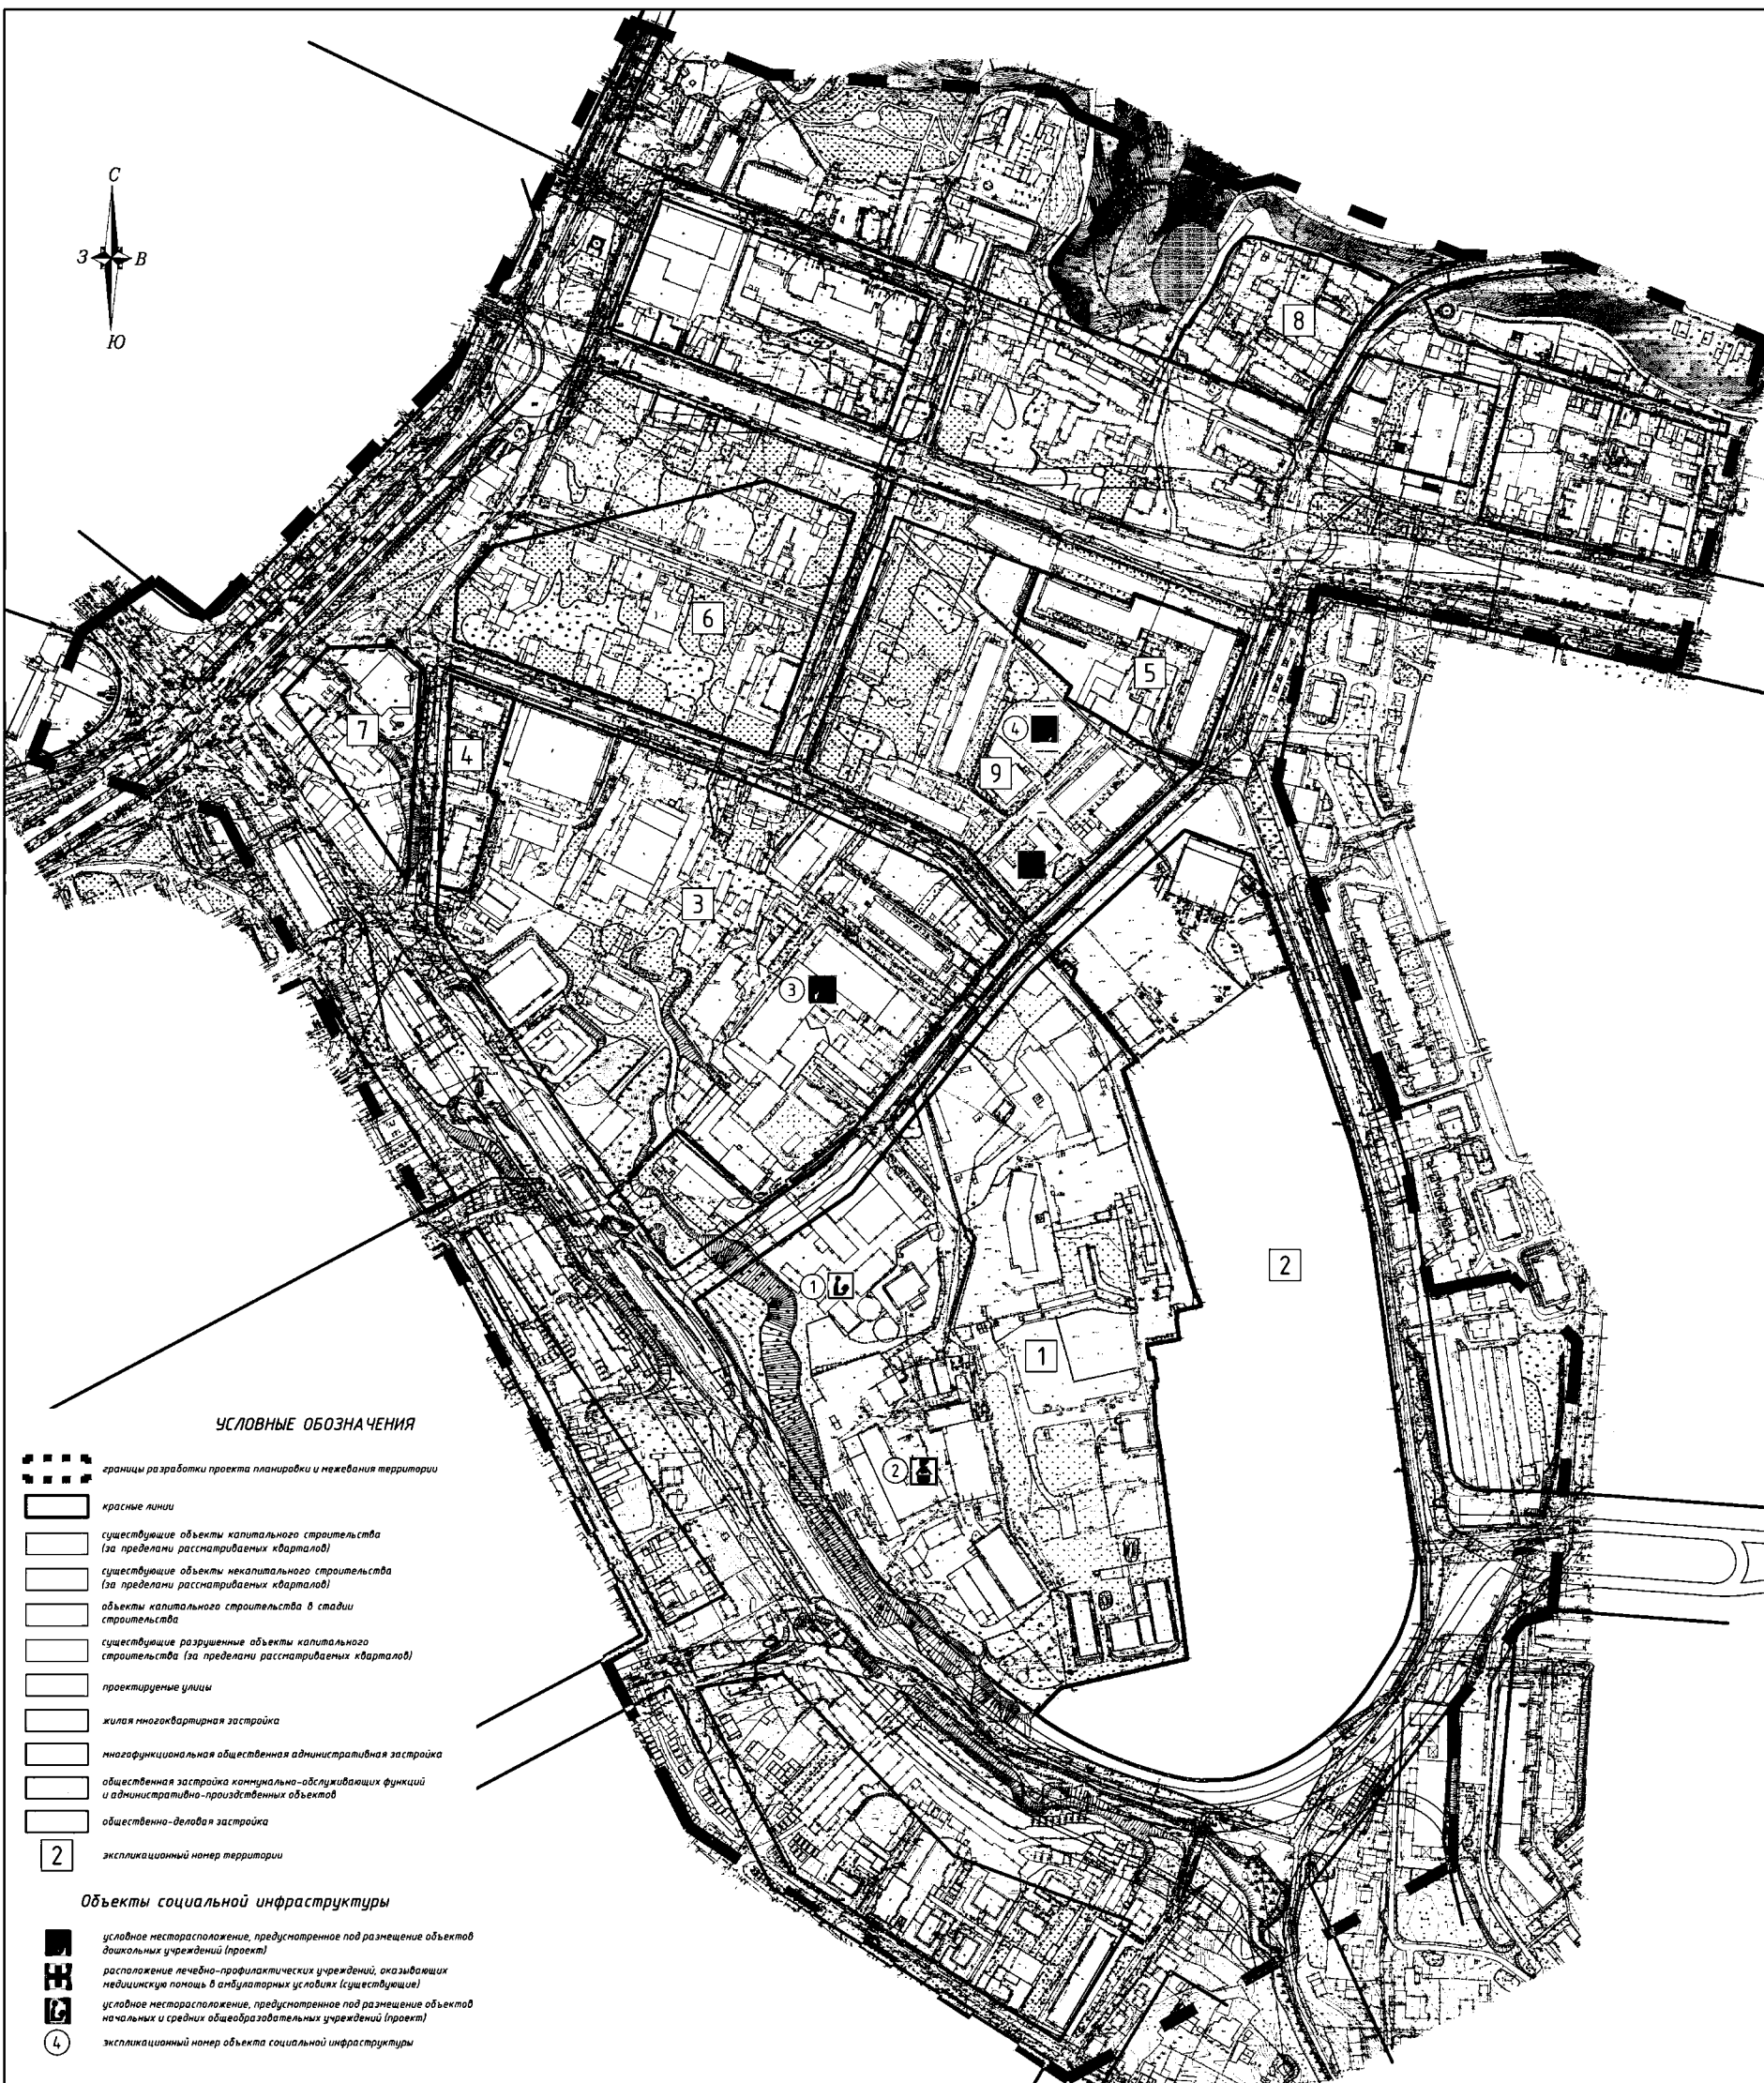 С
З
В
Ю
8
6
5
7
4
4
9
3
3
2
1
1
2
УСЛОВНЫЕ ОБОЗНАЧЕНИЯ
границы разработки проекта планировки и межевания территории
красные линии
существующие объекты капитального строительства
(за пределами рассматриваемых кварталов)
существующие объекты некапитального строительства
(за пределами рассматриваемых кварталов)
объекты капитального строительства в стадии
строительства
существующие разрушенные объекты капитального
строительства (за пределами рассматриваемых кварталов)
проектируемые улицы
жилая многоквартирная застройка
многофункциональная общественная административная застройка
общественная застройка коммунально-обслуживающих функций
и административно-произдственных объектов
общественно-деловая застройка
2
экспликационный номер территории
Объекты социальной инфраструктуры
условное месторасположение, предусмотренное под размещение объектов
дошкольных учреждений (проект)
расположение лечебно-профилактических учреждений, оказывающих
медицинскую помощь в амбулаторных условиях (существующие)
условное месторасположение, предусмотренное под размещение объектов
начальных и средних общеобразовательных учреждений (проект)
4
экспликационный номер объекта социальной инфраструктуры